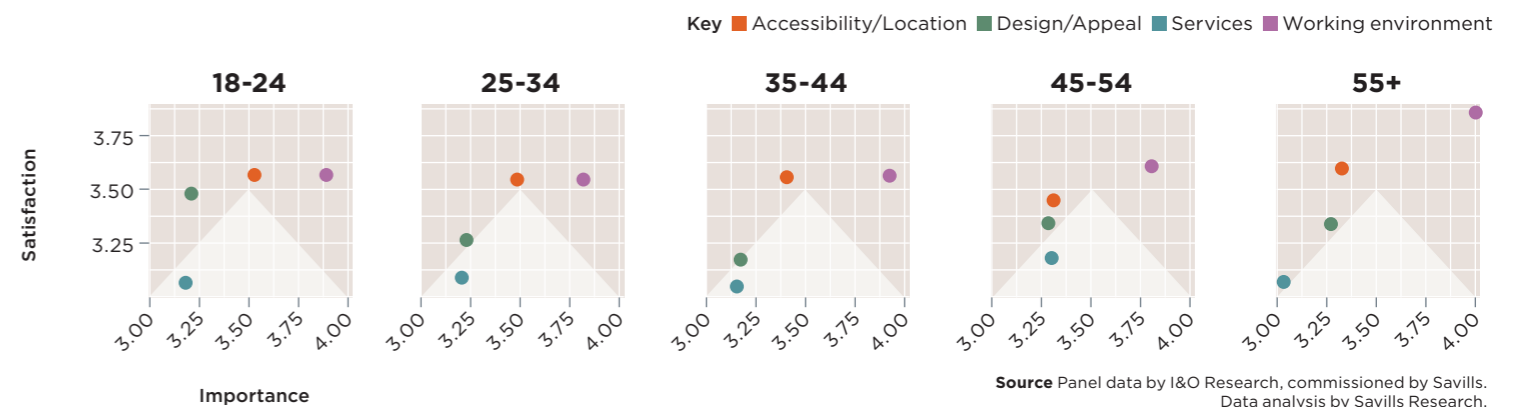 Key Accessibility/Location Design/Appeal Services Working environment
18-24 25-34 35-44 45-54 55+
Satisfaction
3.75
3.50
3.25
3.00 3.25 3.50 3.75 4.00 3.00 3.25 3.50 3.75 4.00 3.00 3.25 3.50 3.75 4.00 3.00 3.25 3.50 3.75 4.00 3.00 3.25 3.50 3.75 4.00
Importance
Source Panel data by I&O Research, commissioned by Savills.
Data analysis by Savills Research.